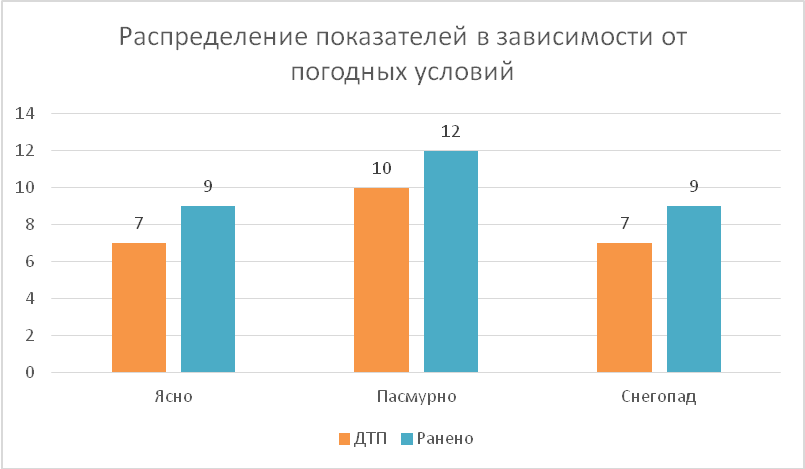 Распределение показателей в зависимости от
погодных условий
14
12
10
8
6
4
2
0
7
9
10
12
7
9
Ясно
Пасмурно
Снегопад
ДТП
Ранено